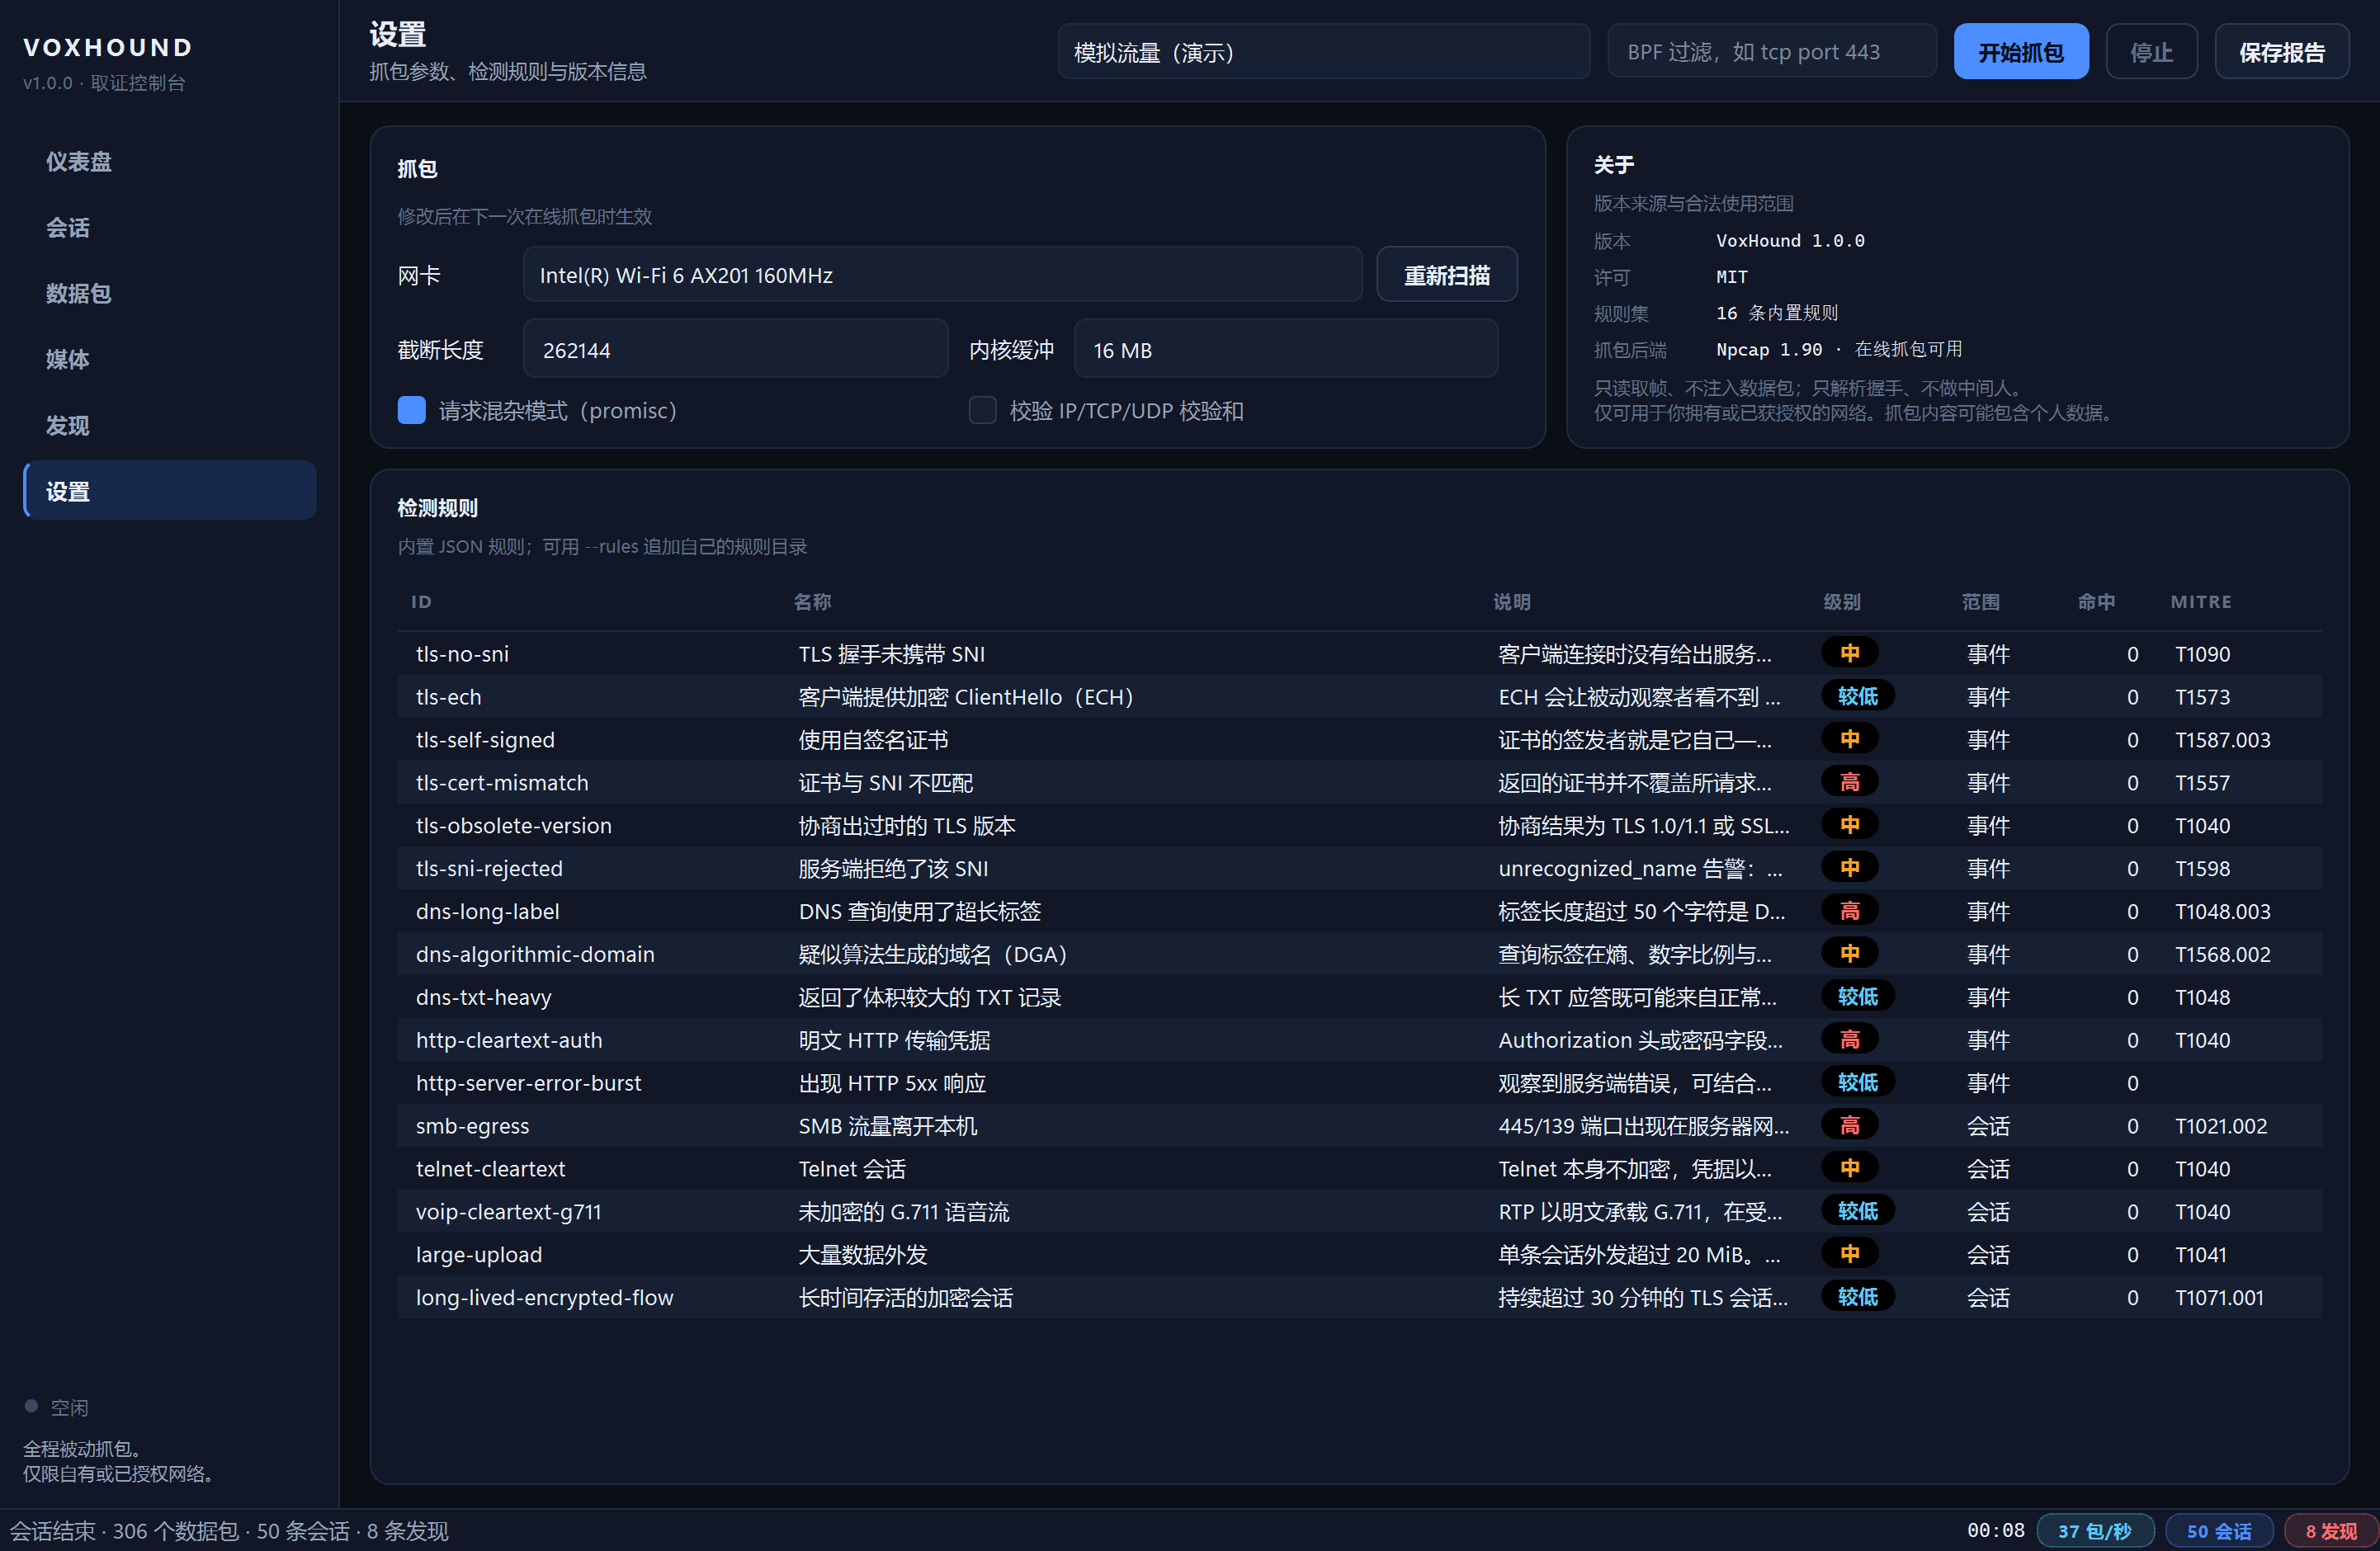 VOXHOUND
v1.0.0 · 取证控制台
仪表盘
会话
数据包
媒体
发现
设置
空闲
全程被动抓包。
仅限自有或已授权网络。
设置
抓包参数、检测规则与版本信息
模拟流量（演示）
BPF 过滤，如 tcp port 443
开始抓包
停止
保存报告
抓包
修改后在下一次在线抓包时生效
网卡 Intel(R) Wi-Fi 6 AX201 160MHz 重新扫描
截断长度 262144 内核缓冲 16 MB
请求混杂模式（promisc） 校验 IP/TCP/UDP 校验和
关于
版本来源与合法使用范围
版本 VoxHound 1.0.0
许可 MIT
规则集 16 条内置规则
抓包后端 Npcap 1.90 · 在线抓包可用
只读取帧、不注入数据包；只解析握手、不做中间人。
仅可用于你拥有或已获授权的网络。抓包内容可能包含个人数据。
检测规则
内置 JSON 规则；可用 --rules 追加自己的规则目录
ID 名称 说明 级别 范围 命中 MITRE
tls-no-sni TLS 握手未携带 SNI 客户端连接时没有给出服务... 中 事件 0 T1090
tls-ech 客户端提供加密 ClientHello（ECH） ECH 会让被动观察者看不到 ... 较低 事件 0 T1573
tls-self-signed 使用自签名证书 证书的签发者就是它自己—... 中 事件 0 T1587.003
tls-cert-mismatch 证书与 SNI 不匹配 返回的证书并不覆盖所请求... 高 事件 0 T1557
tls-obsolete-version 协商出过时的 TLS 版本 协商结果为 TLS 1.0/1.1 或 SSL... 中 事件 0 T1040
tls-sni-rejected 服务端拒绝了该 SNI unrecognized_name 告警：... 中 事件 0 T1598
dns-long-label DNS 查询使用了超长标签 标签长度超过 50 个字符是 D... 高 事件 0 T1048.003
dns-algorithmic-domain 疑似算法生成的域名（DGA） 查询标签在熵、数字比例与... 中 事件 0 T1568.002
dns-txt-heavy 返回了体积较大的 TXT 记录 长 TXT 应答既可能来自正常... 较低 事件 0 T1048
http-cleartext-auth 明文 HTTP 传输凭据 Authorization 头或密码字段... 高 事件 0 T1040
http-server-error-burst 出现 HTTP 5xx 响应 观察到服务端错误，可结合... 较低 事件 0
smb-egress SMB 流量离开本机 445/139 端口出现在服务器网... 高 会话 0 T1021.002
telnet-cleartext Telnet 会话 Telnet 本身不加密，凭据以... 中 会话 0 T1040
voip-cleartext-g711 未加密的 G.711 语音流 RTP 以明文承载 G.711，在受... 较低 会话 0 T1040
large-upload 大量数据外发 单条会话外发超过 20 MiB。... 中 会话 0 T1041
long-lived-encrypted-flow 长时间存活的加密会话 持续超过 30 分钟的 TLS 会话... 较低 会话 0 T1071.001
会话结束 · 306 个数据包 · 50 条会话 · 8 条发现
00:08 37 包/秒 50 会话 8 发现